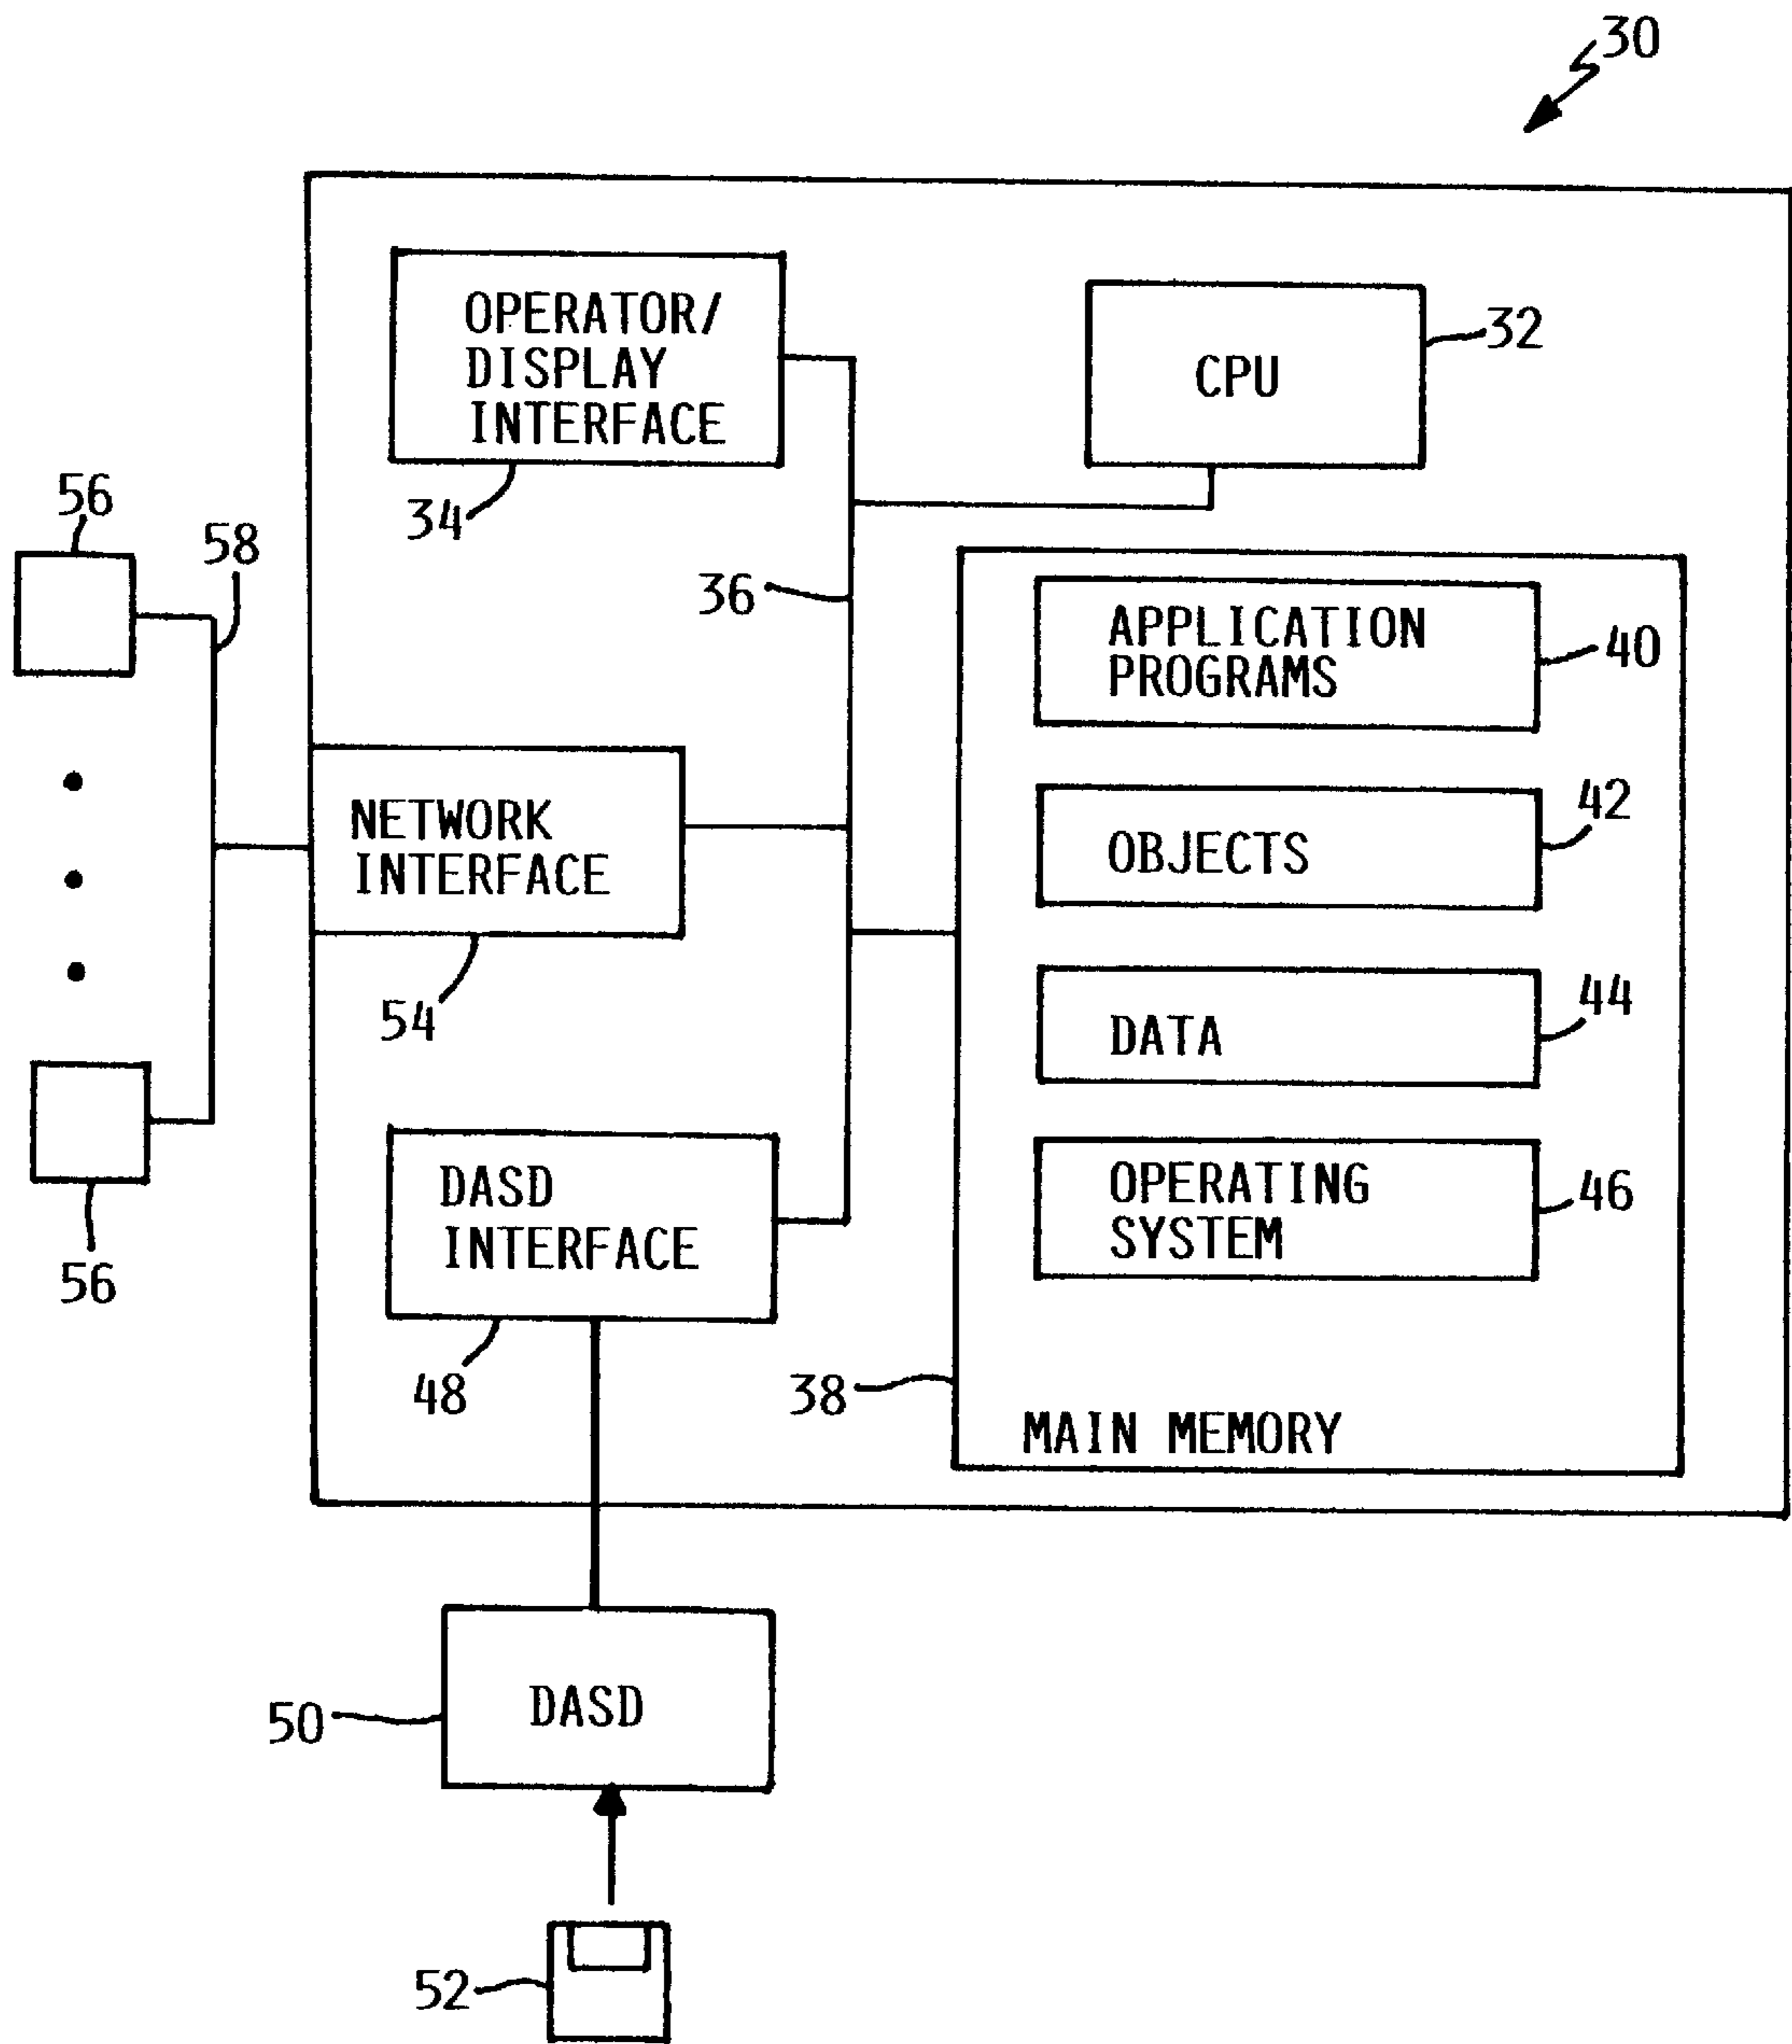 30
OPERATOR/
DISPLAY
INTERFACE
34
CPU
32
56
58
36
APPLICATION
PROGRAMS
40
OBJECTS
42
NETWORK
INTERFACE
54
DATA
44
56
DASD
INTERFACE
48
OPERATING
SYSTEM
46
38
MAIN MEMORY
DASD
50
52